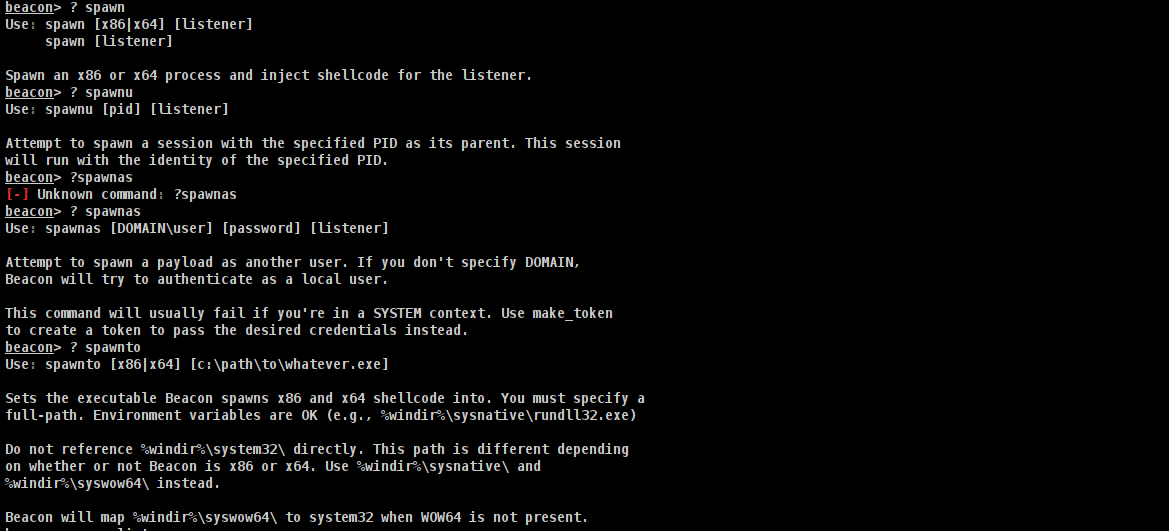 beacon> ? spawn
Use: spawn [x86|x64] [listener]
     spawn [listener]
Spawn an x86 or x64 process and inject shellcode for the listener.
beacon> ? spawnu
Use: spawnu [pid] [listener]
Attempt to spawn a session with the specified PID as its parent. This session
will run with the identity of the specified PID.
beacon> ?spawnas
[-] Unknown command: ?spawnas
beacon> ? spawnas
Use: spawnas [DOMAIN\user] [password] [listener]
Attempt to spawn a payload as another user. If you don't specify DOMAIN,
Beacon will try to authenticate as a local user.
This command will usually fail if you're in a SYSTEM context. Use make_token
to create a token to pass the desired credentials instead.
beacon> ? spawnto
Use: spawnto [x86|x64] [c:\path\to\whatever.exe]
Sets the executable Beacon spawns x86 and x64 shellcode into. You must specify a
full-path. Environment variables are OK (e.g., %windir%\sysnative\rundll32.exe)
Do not reference %windir%\system32\ directly. This path is different depending
on whether or not Beacon is x86 or x64. Use %windir%\sysnative\ and
%windir%\syswow64\ instead.
Beacon will map %windir%\syswow64\ to system32 when WOW64 is not present.